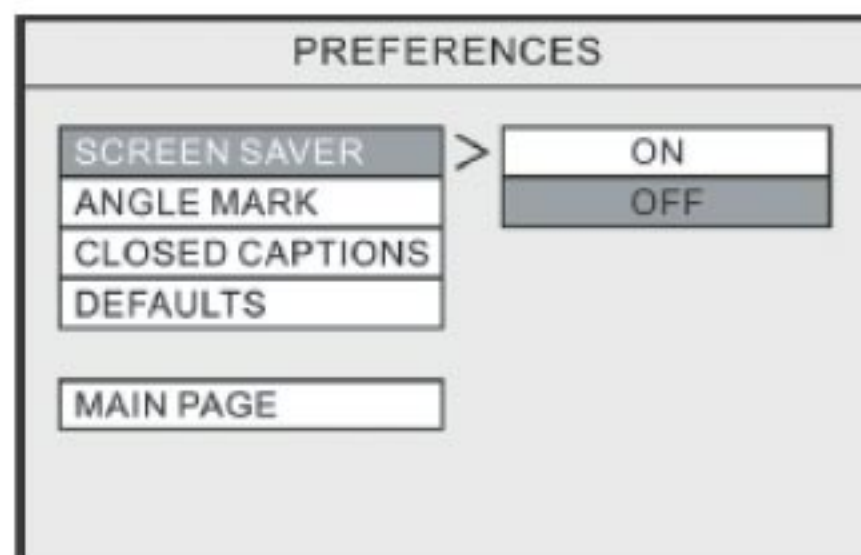 PREFERENCES
SCREEN SAVER > ON
ANGLE MARK OFF
CLOSED CAPTIONS
DEFAULTS
MAIN PAGE